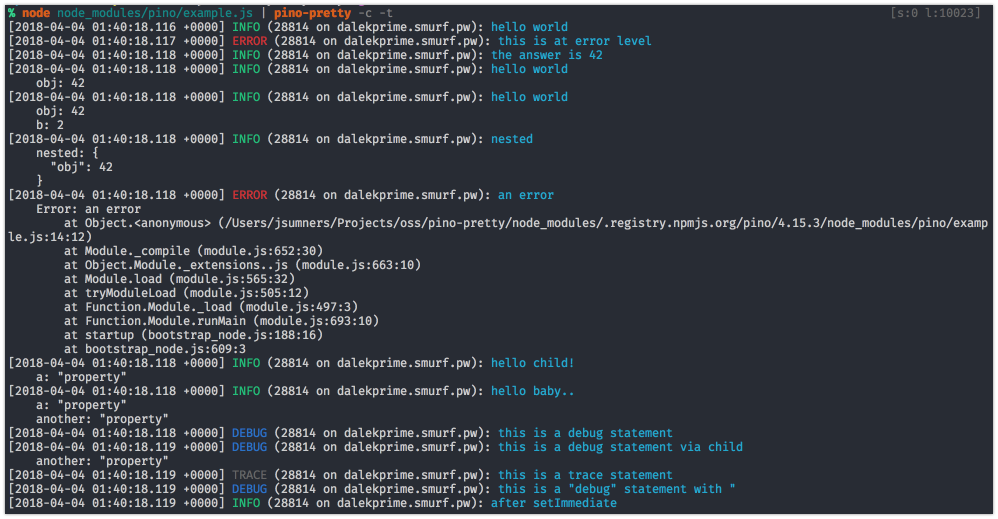 % node node_modules/pino/example.js | pino-pretty -c -t [s:0 l:10023]
[2018-04-04 01:40:18.116 +0000] INFO (28814 on dalekprime.smurf.pw): hello world
[2018-04-04 01:40:18.117 +0000] ERROR (28814 on dalekprime.smurf.pw): this is at error level
[2018-04-04 01:40:18.118 +0000] INFO (28814 on dalekprime.smurf.pw): the answer is 42
[2018-04-04 01:40:18.118 +0000] INFO (28814 on dalekprime.smurf.pw): hello world
    obj: 42
[2018-04-04 01:40:18.118 +0000] INFO (28814 on dalekprime.smurf.pw): hello world
    obj: 42
    b: 2
[2018-04-04 01:40:18.118 +0000] INFO (28814 on dalekprime.smurf.pw): nested
    nested: {
      "obj": 42
    }
[2018-04-04 01:40:18.118 +0000] ERROR (28814 on dalekprime.smurf.pw): an error
    Error: an error
        at Object.<anonymous> (/Users/jsumners/Projects/oss/pino-pretty/node_modules/.registry.npmjs.org/pino/4.15.3/node_modules/pino/examp
le.js:14:12)
        at Module._compile (module.js:652:30)
        at Object.Module._extensions..js (module.js:663:10)
        at Module.load (module.js:565:32)
        at tryModuleLoad (module.js:505:12)
        at Function.Module._load (module.js:497:3)
        at Function.Module.runMain (module.js:693:10)
        at startup (bootstrap_node.js:188:16)
        at bootstrap_node.js:609:3
[2018-04-04 01:40:18.118 +0000] INFO (28814 on dalekprime.smurf.pw): hello child!
    a: "property"
[2018-04-04 01:40:18.118 +0000] INFO (28814 on dalekprime.smurf.pw): hello baby..
    a: "property"
    another: "property"
[2018-04-04 01:40:18.118 +0000] DEBUG (28814 on dalekprime.smurf.pw): this is a debug statement
[2018-04-04 01:40:18.119 +0000] DEBUG (28814 on dalekprime.smurf.pw): this is a debug statement via child
    another: "property"
[2018-04-04 01:40:18.119 +0000] TRACE (28814 on dalekprime.smurf.pw): this is a trace statement
[2018-04-04 01:40:18.119 +0000] DEBUG (28814 on dalekprime.smurf.pw): this is a "debug" statement with "
[2018-04-04 01:40:18.119 +0000] INFO (28814 on dalekprime.smurf.pw): after setImmediate